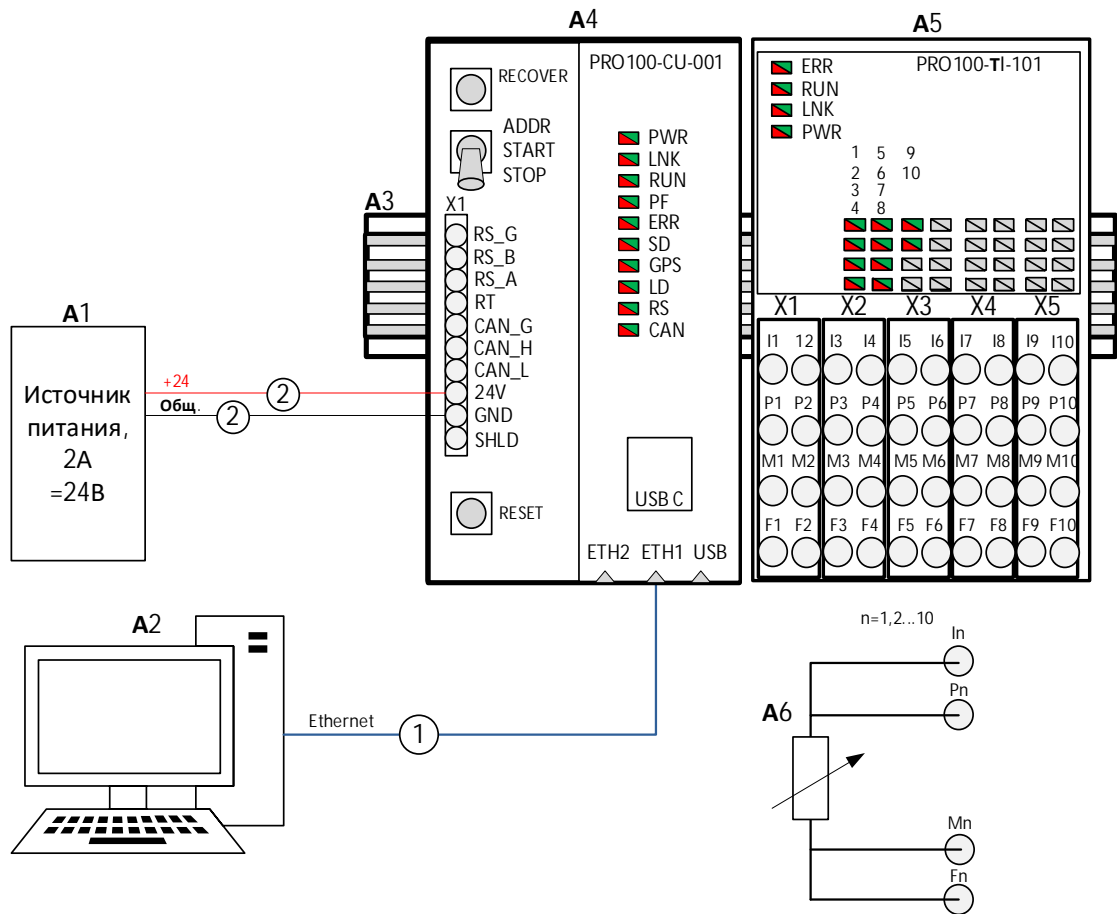 A4
A5
PRO100-CU-001
PRO100-TI-101
RECOVER
ADDR
START
STOP
A3
X1
RS_G
RS_B
RS_A
RT
CAN_G
CAN_H
CAN_L
24V
GND
SHLD
RESET
PWR
LNK
RUN
PF
ERR
SD
GPS
LD
RS
CAN
USB C
ETH2 ETH1 USB
ERR
RUN
LNK
PWR
1 5 9
2 6 10
3 7
4 8
X1 X2 X3 X4 X5
I1 12 I3 I4 I5 I6 I7 I8 I9 I10
P1 P2 P3 P4 P5 P6 P7 P8 P9 P10
M1 M2 M3 M4 M5 M6 M7 M8 M9 M10
F1 F2 F3 F4 F5 F6 F7 F8 F9 F10
A1
Источник
питания,
2А
=24В
+24
2
Общ.
2
A2
Ethernet
1
n=1,2...10
In
Pn
A6
Mn
Fn